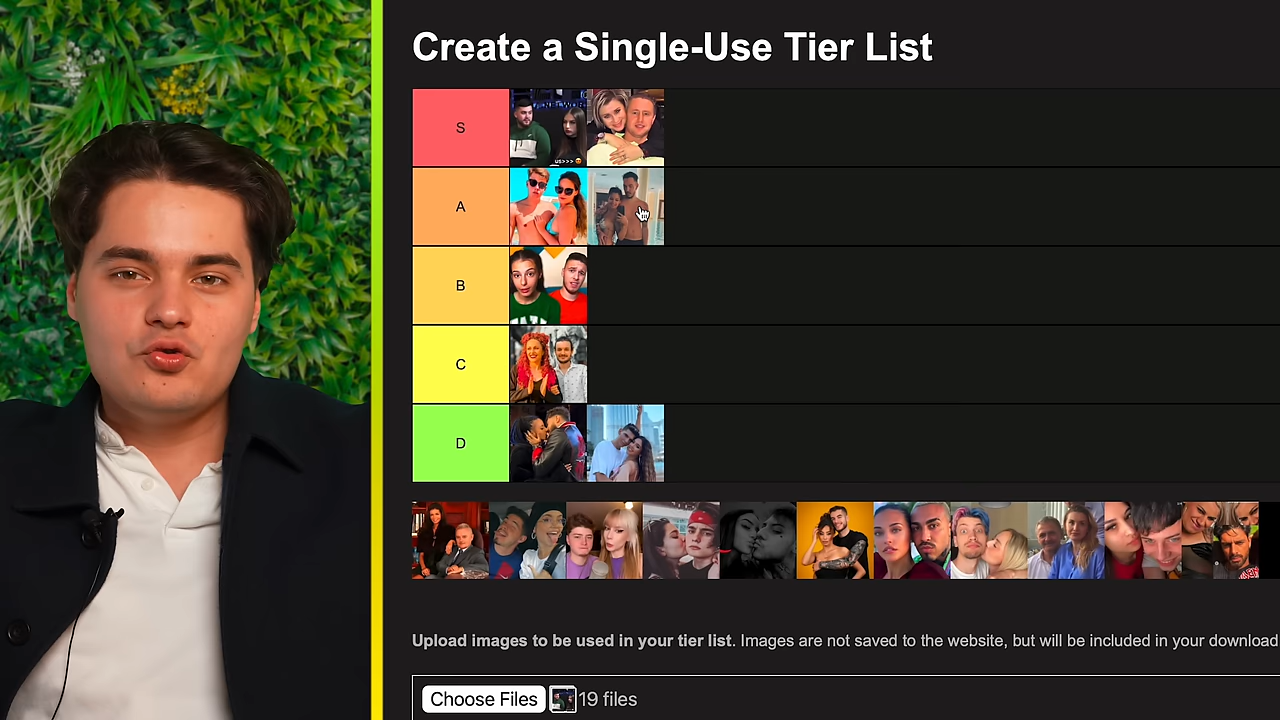 Create a Single-Use Tier List
S
us>>>
A
B
C
D
Upload images to be used in your tier list. Images are not saved to the website, but will be included in your download
Choose Files 19 files